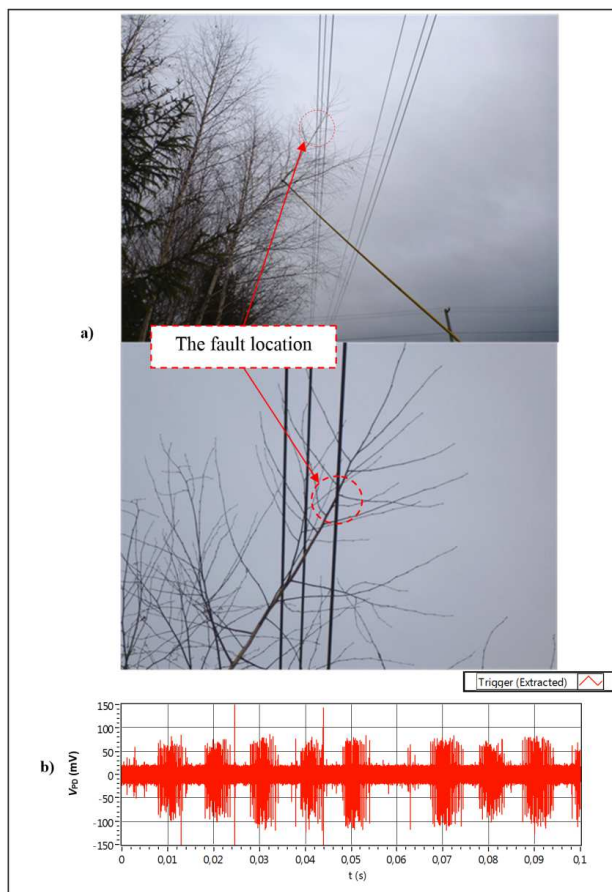 a)
The fault location
Trigger (Extracted)
b)
V_PD (mV)
150
100
50
0
-50
-100
-150
0 0,01 0,02 0,03 0,04 0,05 0,06 0,07 0,08 0,09 0,1
t (s)